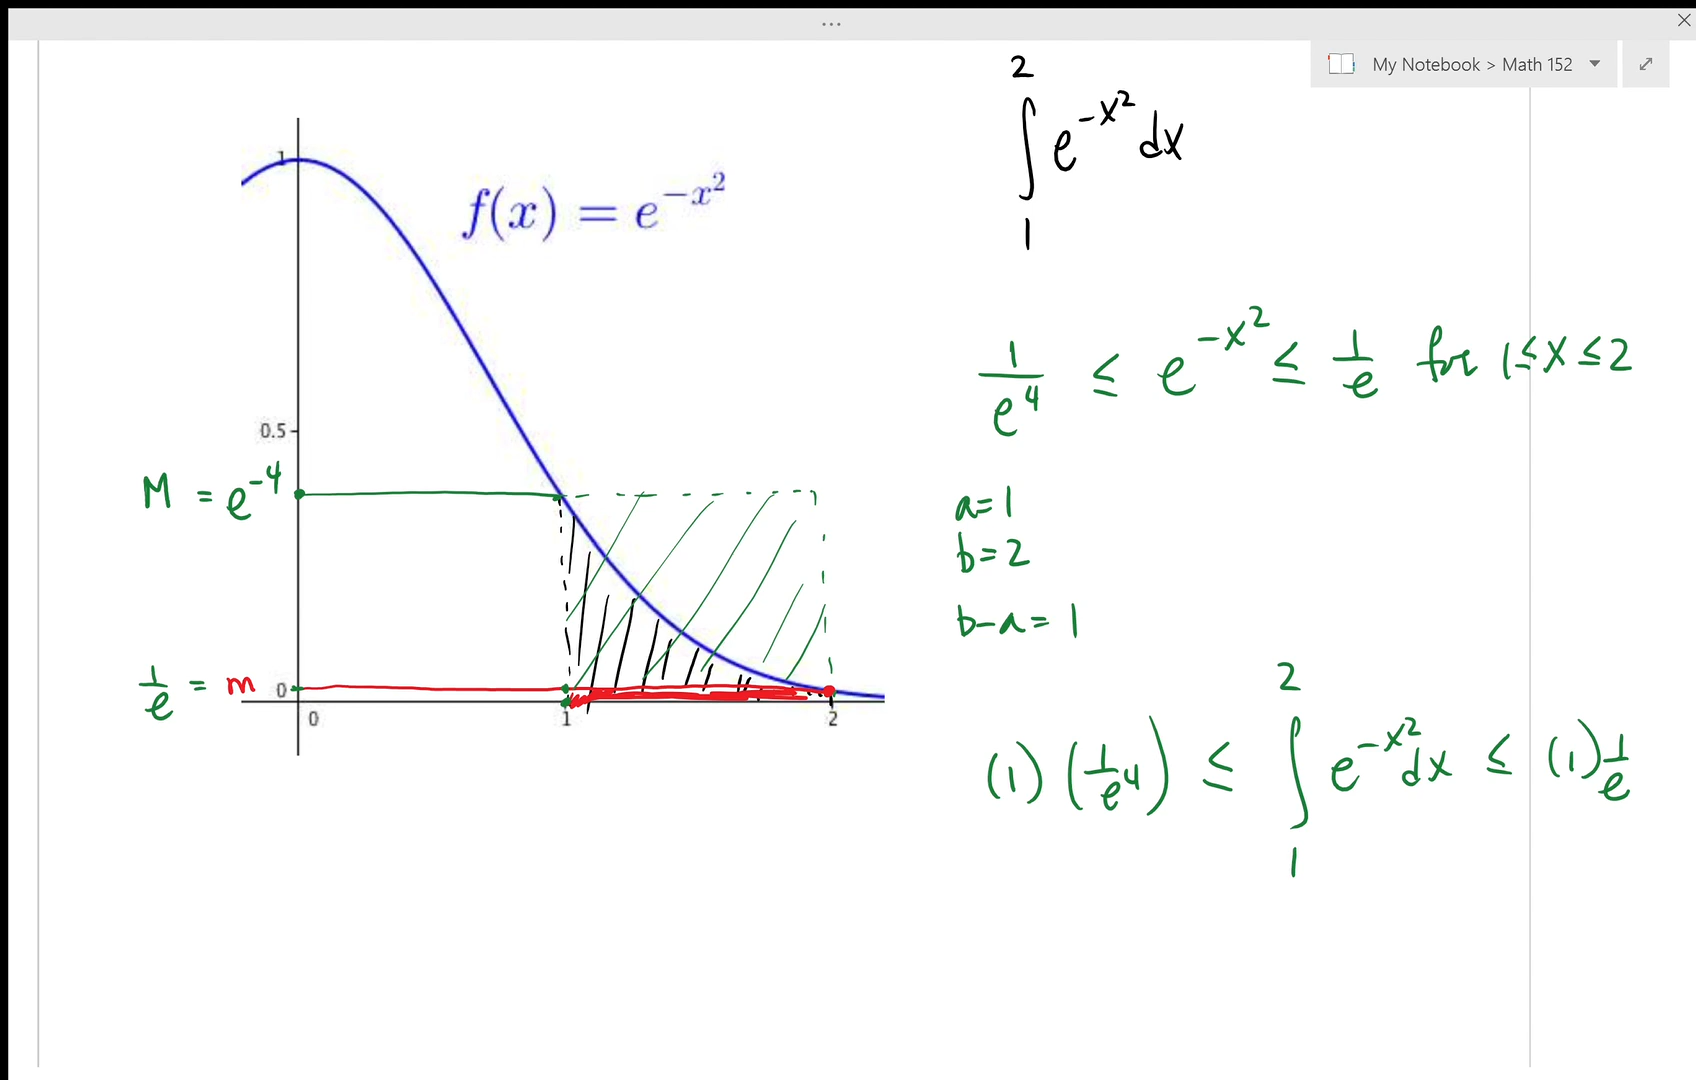 ...
My Notebook > Math 152
2
∫ e^{-x^2} dx
1
1
f(x) = e^{-x^2}
1/e^4 ≤ e^{-x^2} ≤ 1/e for 1≤x≤2
0.5
M = e^{-4}
a=1
b=2
b-a=1
1/e = m
0
0 1 2
2
(1)(1/e^4) ≤ ∫ e^{-x^2} dx ≤ (1) 1/e
1